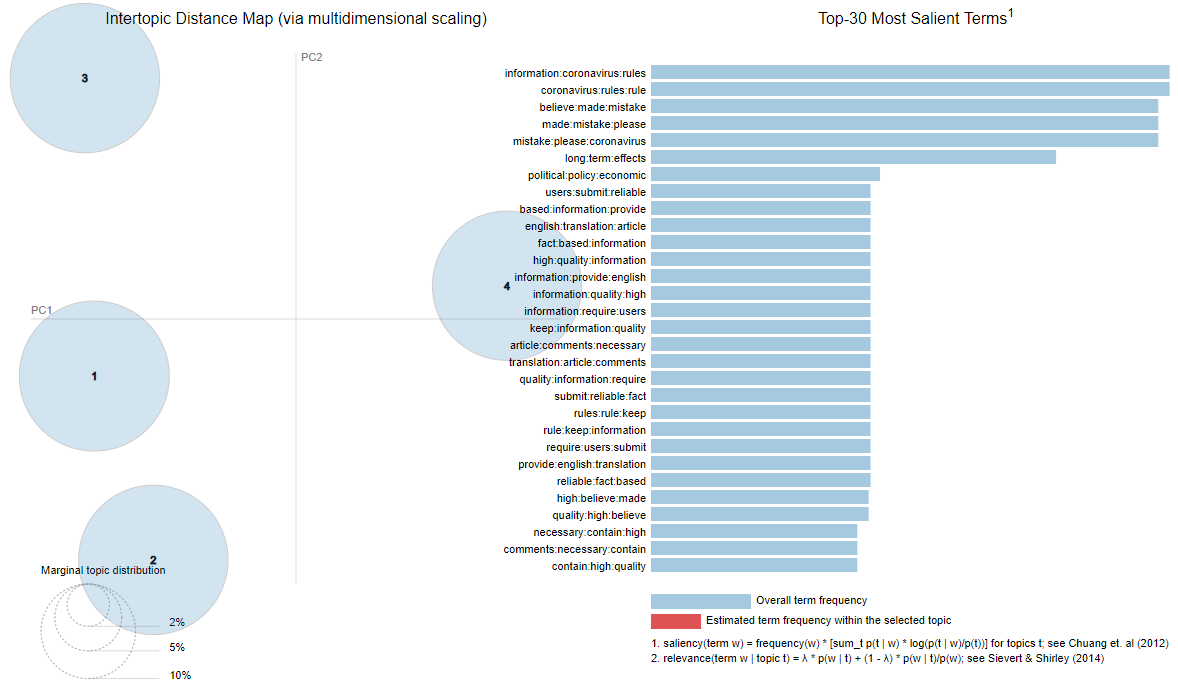 Intertopic Distance Map (via multidimensional scaling)
PC2
PC1
3
4
1
2
Marginal topic distribution
2%
5%
10%
Top-30 Most Salient Terms1
information:coronavirus:rules
coronavirus:rules:rule
believe:made:mistake
made:mistake:please
mistake:please:coronavirus
long:term:effects
political:policy:economic
users:submit:reliable
based:information:provide
english:translation:article
fact:based:information
high:quality:information
information:provide:english
information:quality:high
information:require:users
keep:information:quality
article:comments:necessary
translation:article:comments
quality:information:require
submit:reliable:fact
rules:rule:keep
rule:keep:information
require:users:submit
provide:english:translation
reliable:fact:based
high:believe:made
quality:high:believe
necessary:contain:high
comments:necessary:contain
contain:high:quality
Overall term frequency
Estimated term frequency within the selected topic
1. saliency(term w) = frequency(w) * [sum_t p(t | w) * log(p(t | w)/p(t))] for topics t; see Chuang et. al (2012)
2. relevance(term w | topic t) = λ * p(w | t) + (1 - λ) * p(w | t)/p(w); see Sievert & Shirley (2014)